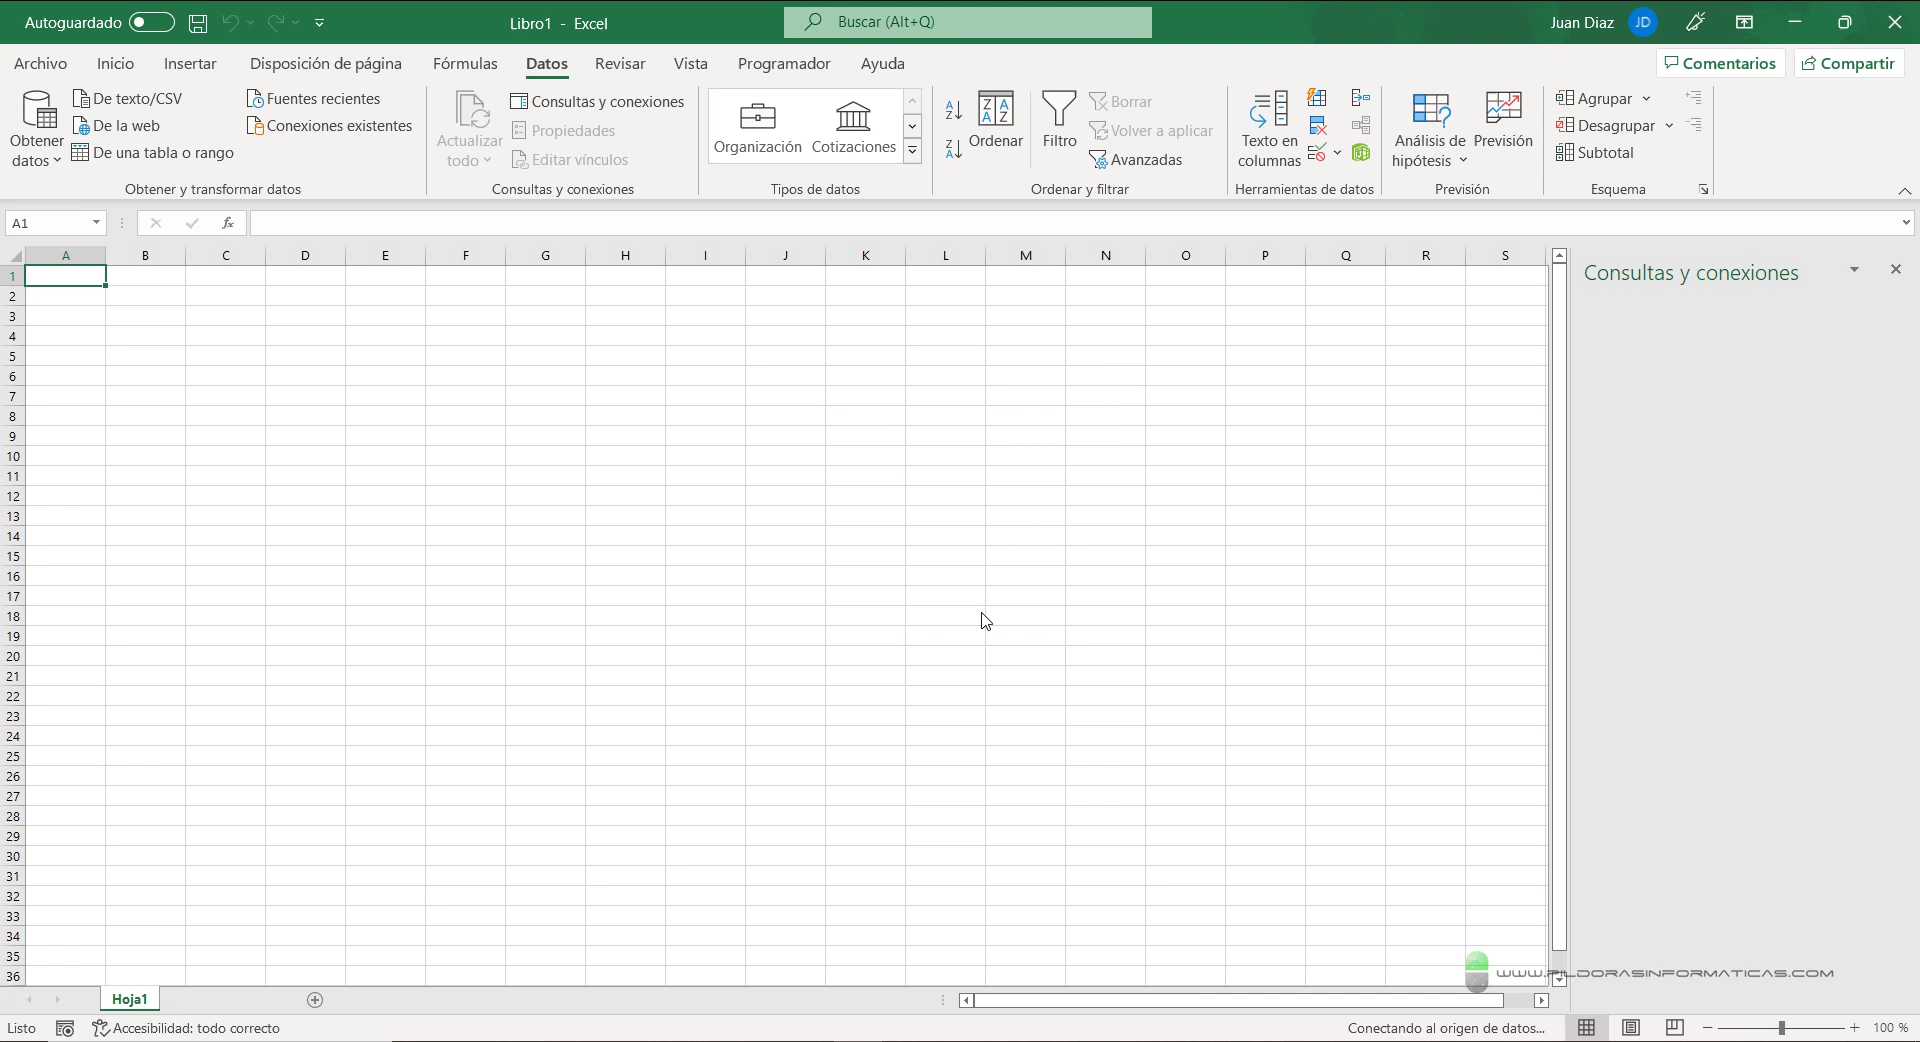 Autoguardado
Libro1 - Excel
Buscar (Alt+Q)
Juan Diaz JD
Archivo Inicio Insertar Disposición de página Fórmulas Datos Revisar Vista Programador Ayuda
Comentarios Compartir
Obtener datos
De texto/CSV
De la web
De una tabla o rango
Fuentes recientes
Conexiones existentes
Obtener y transformar datos
Actualizar todo
Consultas y conexiones
Propiedades
Editar vínculos
Consultas y conexiones
Organización Cotizaciones
Tipos de datos
Ordenar
Filtro
Borrar
Volver a aplicar
Avanzadas
Ordenar y filtrar
Texto en columnas
Herramientas de datos
Análisis de hipótesis
Previsión
Previsión
Agrupar
Desagrupar
Subtotal
Esquema
A1
fx
A B C D E F G H I J K L M N O P Q R S
Consultas y conexiones
1
2
3
4
5
6
7
8
9
10
11
12
13
14
15
16
17
18
19
20
21
22
23
24
25
26
27
28
29
30
31
32
33
34
35
36
www.pildorasinformaticas.com
Hoja1
Listo
Accesibilidad: todo correcto
Conectando al origen de datos...
100 %